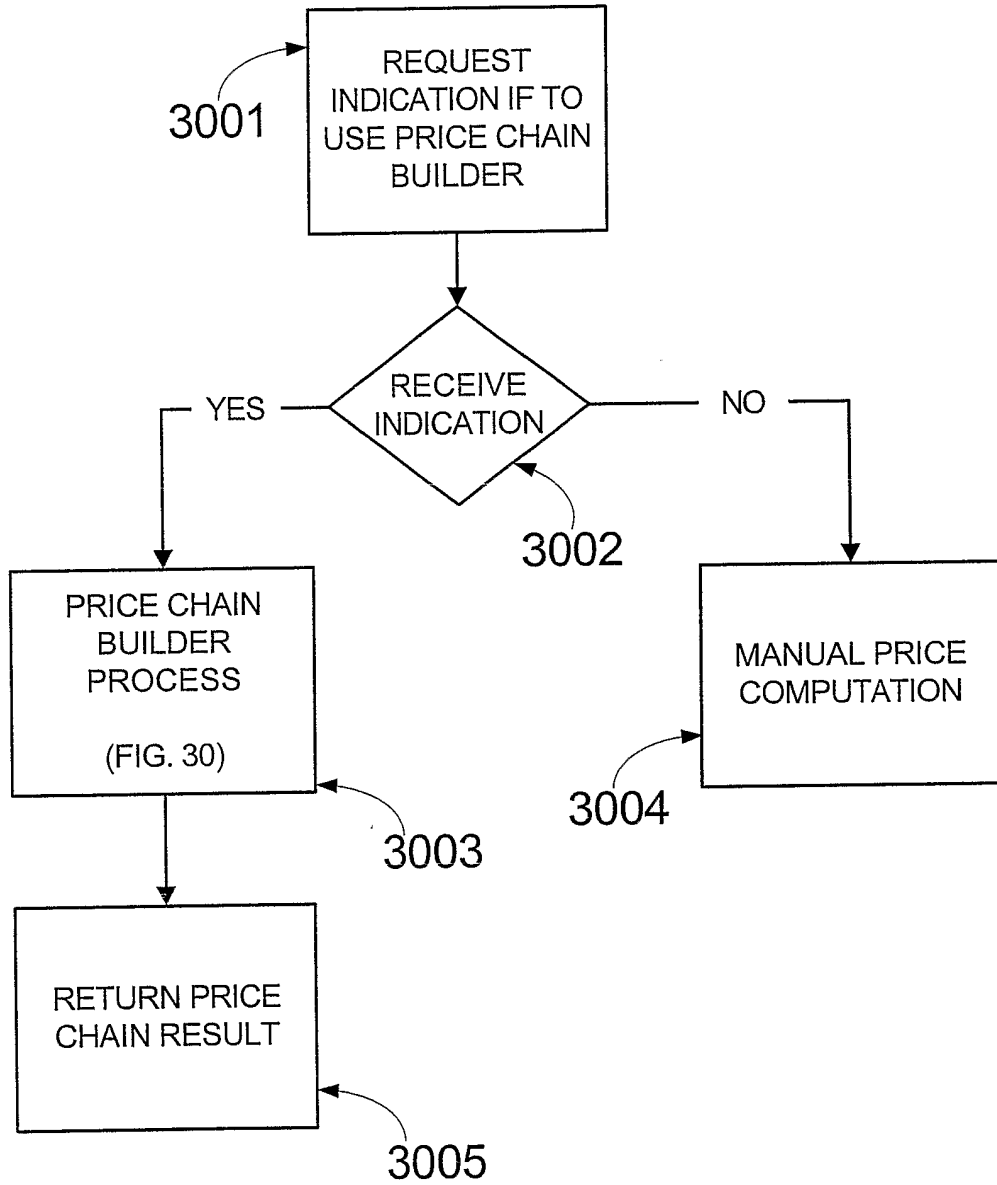 REQUEST
INDICATION IF TO
USE PRICE CHAIN
BUILDER
3001
RECEIVE
INDICATION
YES
NO
3002
PRICE CHAIN
BUILDER
PROCESS
(FIG. 30)
3003
MANUAL PRICE
COMPUTATION
3004
RETURN PRICE
CHAIN RESULT
3005